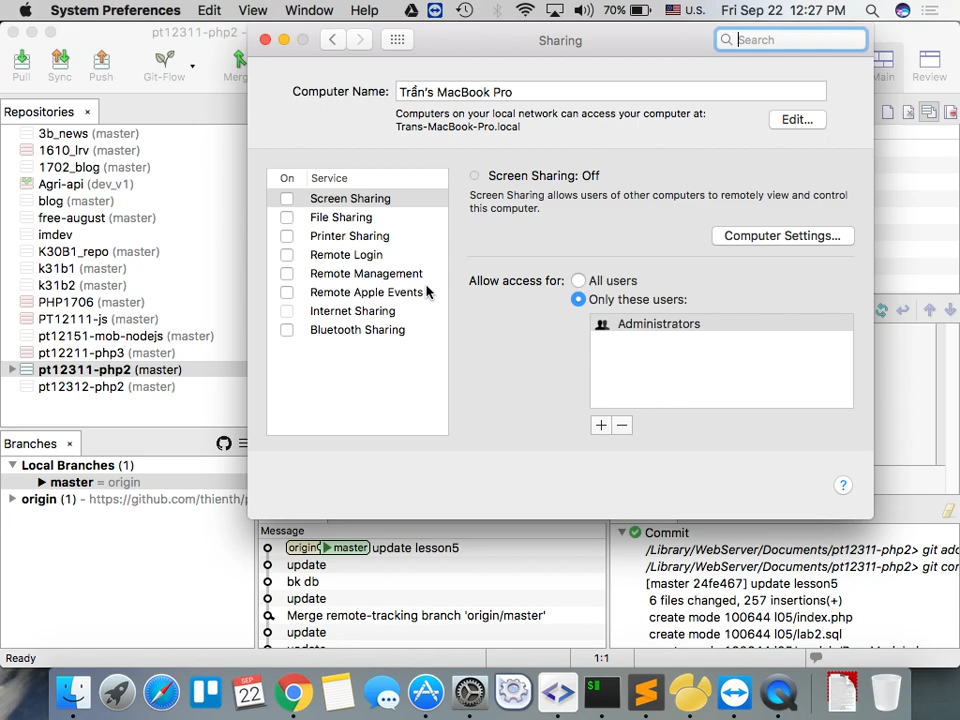 System Preferences Edit View Window Help 70% U.S. Fri Sep 22 12:27 PM
pt12311-php2
Pull Sync Push Git-Flow Merg
Main Review
Sharing
Search
Computer Name: Trần's MacBook Pro
Computers on your local network can access your computer at:
Trans-MacBook-Pro.local
Edit...
Repositories ×
3b_news (master)
1610_lrv (master)
1702_blog (master)
Agri-api (dev_v1)
blog (master)
free-august (master)
imdev
K30B1_repo (master)
k31b1 (master)
k31b2 (master)
PHP1706 (master)
PT12111-js (master)
pt12151-mob-nodejs (master)
pt12211-php3 (master)
pt12311-php2 (master)
pt12312-php2 (master)
On Service
Screen Sharing
File Sharing
Printer Sharing
Remote Login
Remote Management
Remote Apple Events
Internet Sharing
Bluetooth Sharing
Screen Sharing: Off
Screen Sharing allows users of other computers to remotely view and control
this computer.
Computer Settings...
Allow access for: All users
Only these users:
Administrators
+ −
?
Branches ×
Local Branches (1)
master = origin
origin (1) - https://github.com/thienth/p
Message
origin master update lesson5
update
bk db
update
Merge remote-tracking branch 'origin/master'
update
Commit
/Library/WebServer/Documents/pt12311-php2> git ad
/Library/WebServer/Documents/pt12311-php2> git con
[master 24fe467] update lesson5
6 files changed, 257 insertions(+)
create mode 100644 l05/index.php
create mode 100644 l05/lab2.sql
Ready
1:1
SEP
22